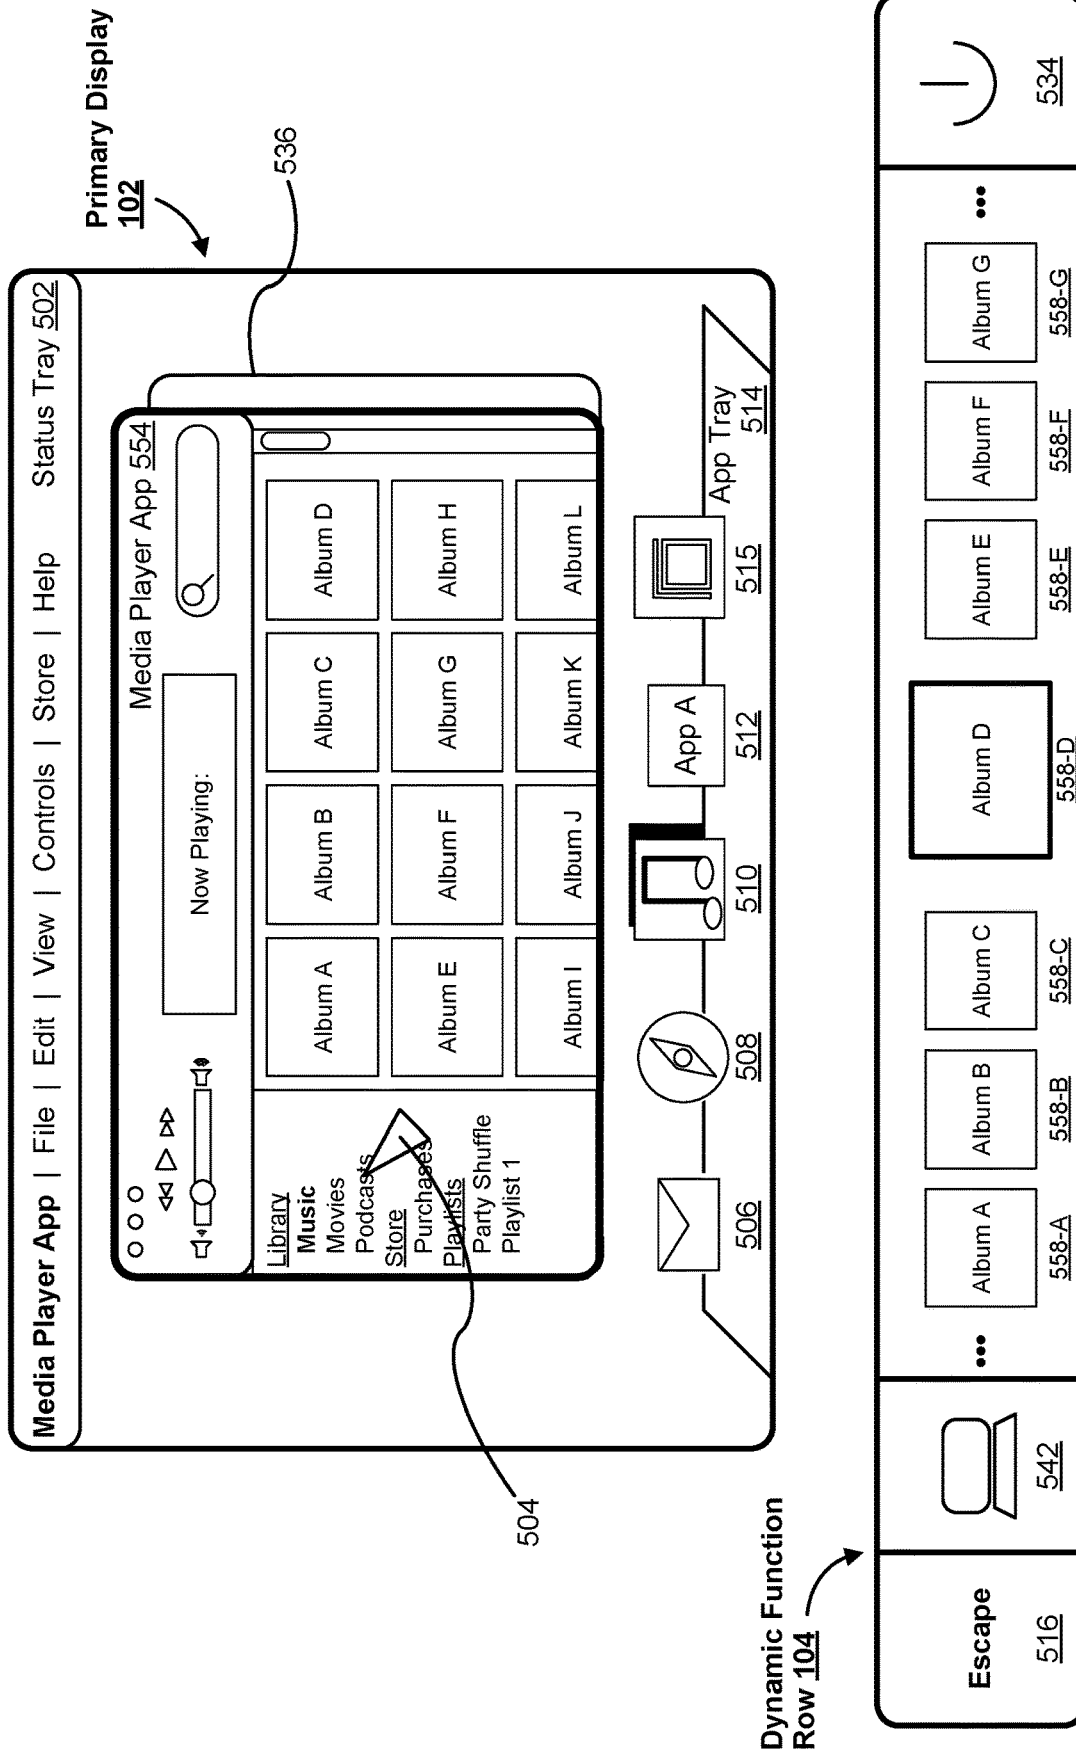 Primary Display
102
536
Media Player App | File | Edit | View | Controls | Store | Help
Status Tray 502
Media Player App 554
Now Playing:
Library
Music
Movies
Podcasts
Store
Purchases
Playlists
Party Shuffle
Playlist 1
Album A
Album B
Album C
Album D
Album E
Album F
Album G
Album H
Album I
Album J
Album K
Album L
504
App A
App Tray
514
506
508
510
512
515
Dynamic Function
Row 104
Escape
516
542
•••
Album A
Album B
Album C
Album D
Album E
Album F
Album G
•••
558-A
558-B
558-C
558-D
558-E
558-F
558-G
534